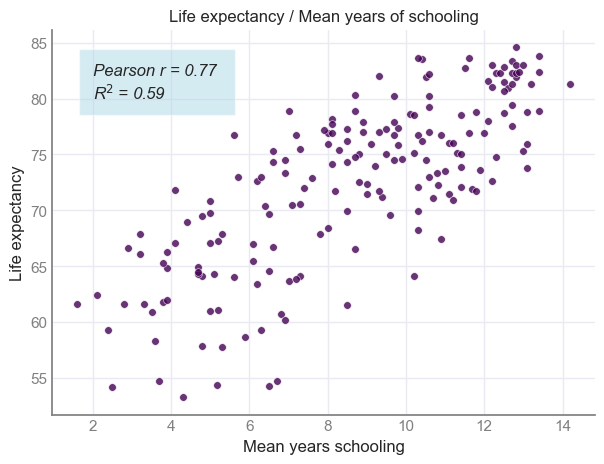 Life expectancy / Mean years of schooling
Pearson r = 0.77
R² = 0.59
Life expectancy
85
80
75
70
65
60
55
2 4 6 8 10 12 14
Mean years schooling